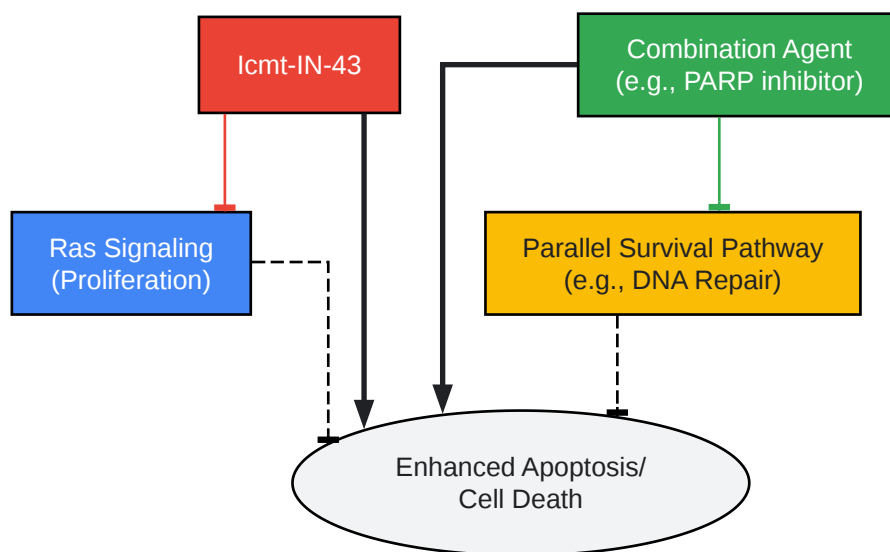 Icmt-IN-43
Combination Agent
(e.g., PARP inhibitor)
Ras Signaling
(Proliferation)
Parallel Survival Pathway
(e.g., DNA Repair)
Enhanced Apoptosis/
Cell Death